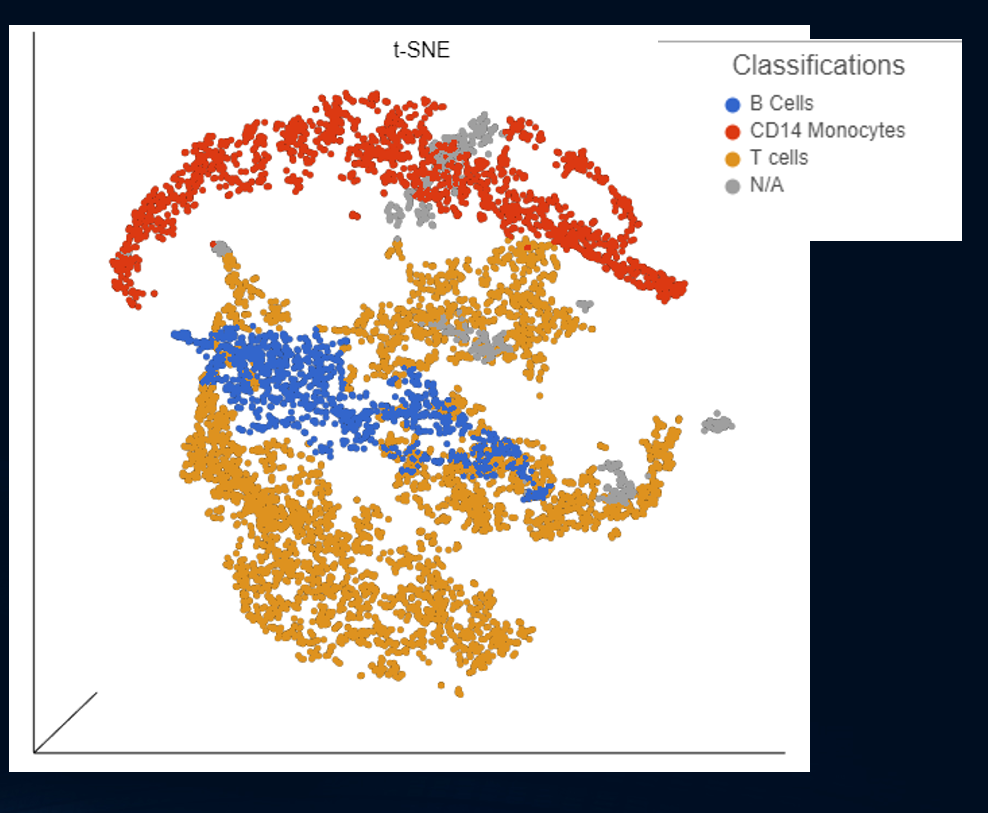 t-SNE
Classifications
B Cells
CD14 Monocytes
T cells
N/A